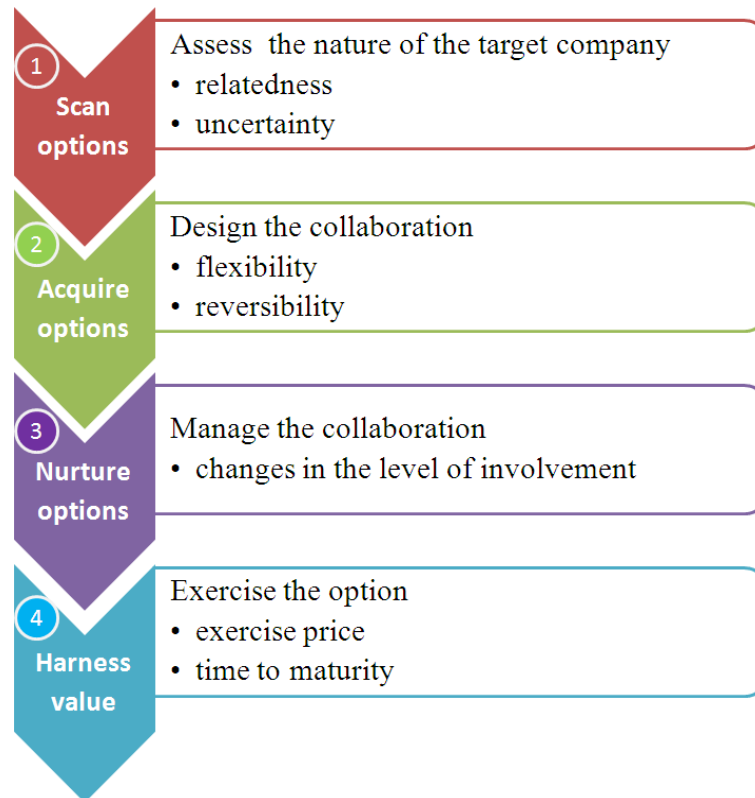 1
Scan
options
Assess the nature of the target company
• relatedness
• uncertainty
2
Acquire
options
Design the collaboration
• flexibility
• reversibility
3
Nurture
options
Manage the collaboration
• changes in the level of involvement
4
Harness
value
Exercise the option
• exercise price
• time to maturity